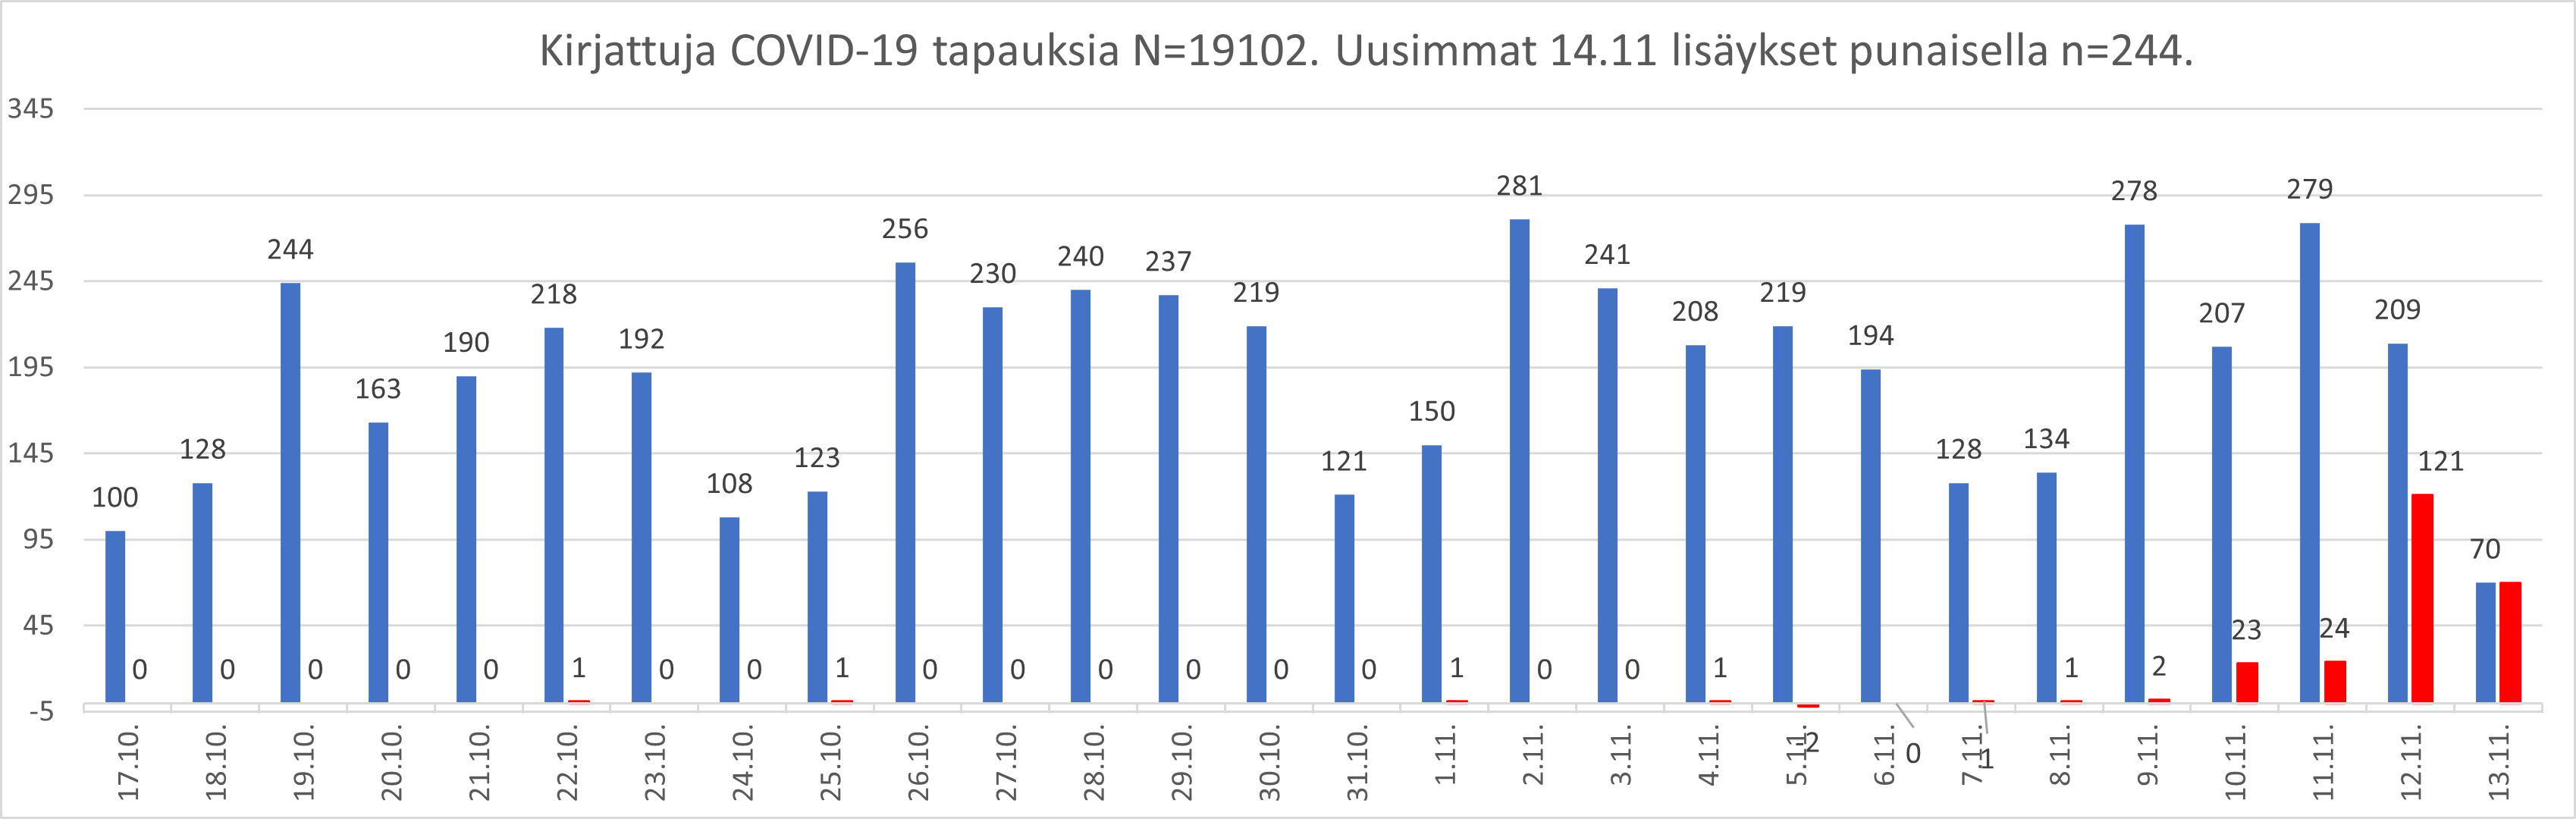 Kirjattuja COVID-19 tapauksia N=19102. Uusimmat 14.11 lisäykset punaisella n=244.
345
295
245
195
145
95
45
-5
100 128 244 163 190 218 192 108 123 256 230 240 237 219 121 150 281 241 208 219 194 128 134 278 207 279 209 70
0 0 0 0 0 1 0 0 1 0 0 0 0 0 0 1 0 0 1 -2 0 1 1 2 23 24 121
17.10. 18.10. 19.10. 20.10. 21.10. 22.10. 23.10. 24.10. 25.10. 26.10. 27.10. 28.10. 29.10. 30.10. 31.10. 1.11. 2.11. 3.11. 4.11. 5.11. 6.11. 7.11. 8.11. 9.11. 10.11. 11.11. 12.11. 13.11.